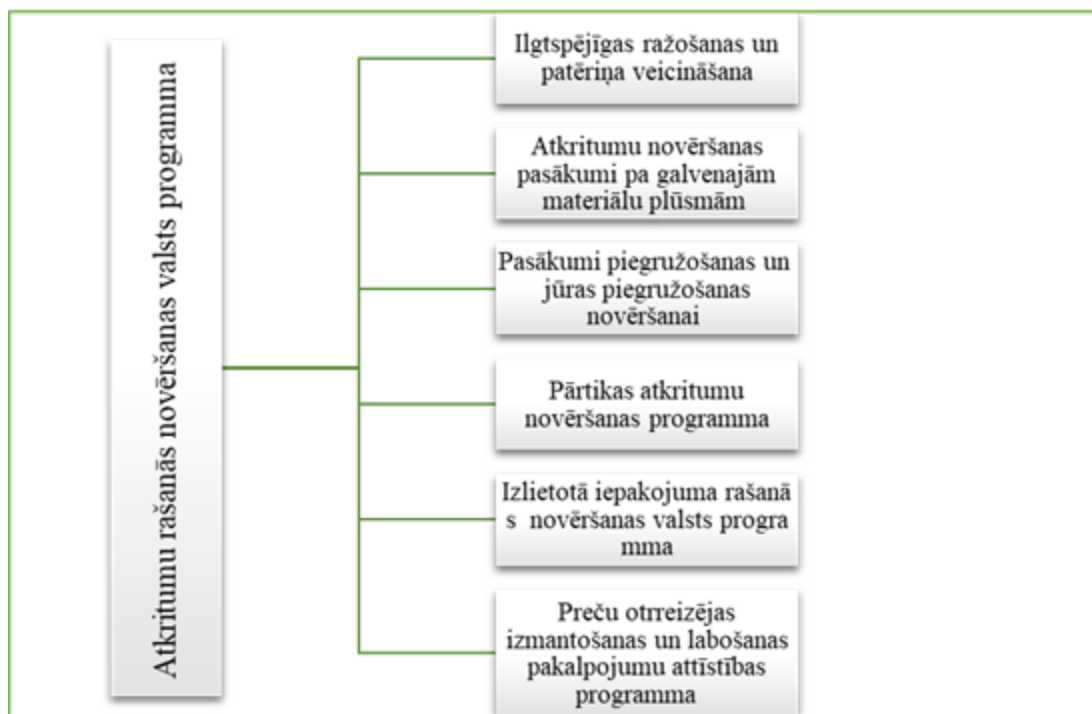 Atkritumu rašanās novēršanas valsts programma
Ilgtspējīgas ražošanas un
patēriņa veicināšana
Atkritumu novēršanas
pasākumi pa galvenajām
materiālu plūsmām
Pasākumi piegružošanas un
jūras piegružošanas
novēršanai
Pārtikas atkritumu
novēršanas programma
Izlietotā iepakojuma rašanā
s novēršanas valsts progra
mma
Preču otrreizējas
izmantošanas un labošanas
pakalpojumu attīstības
programma